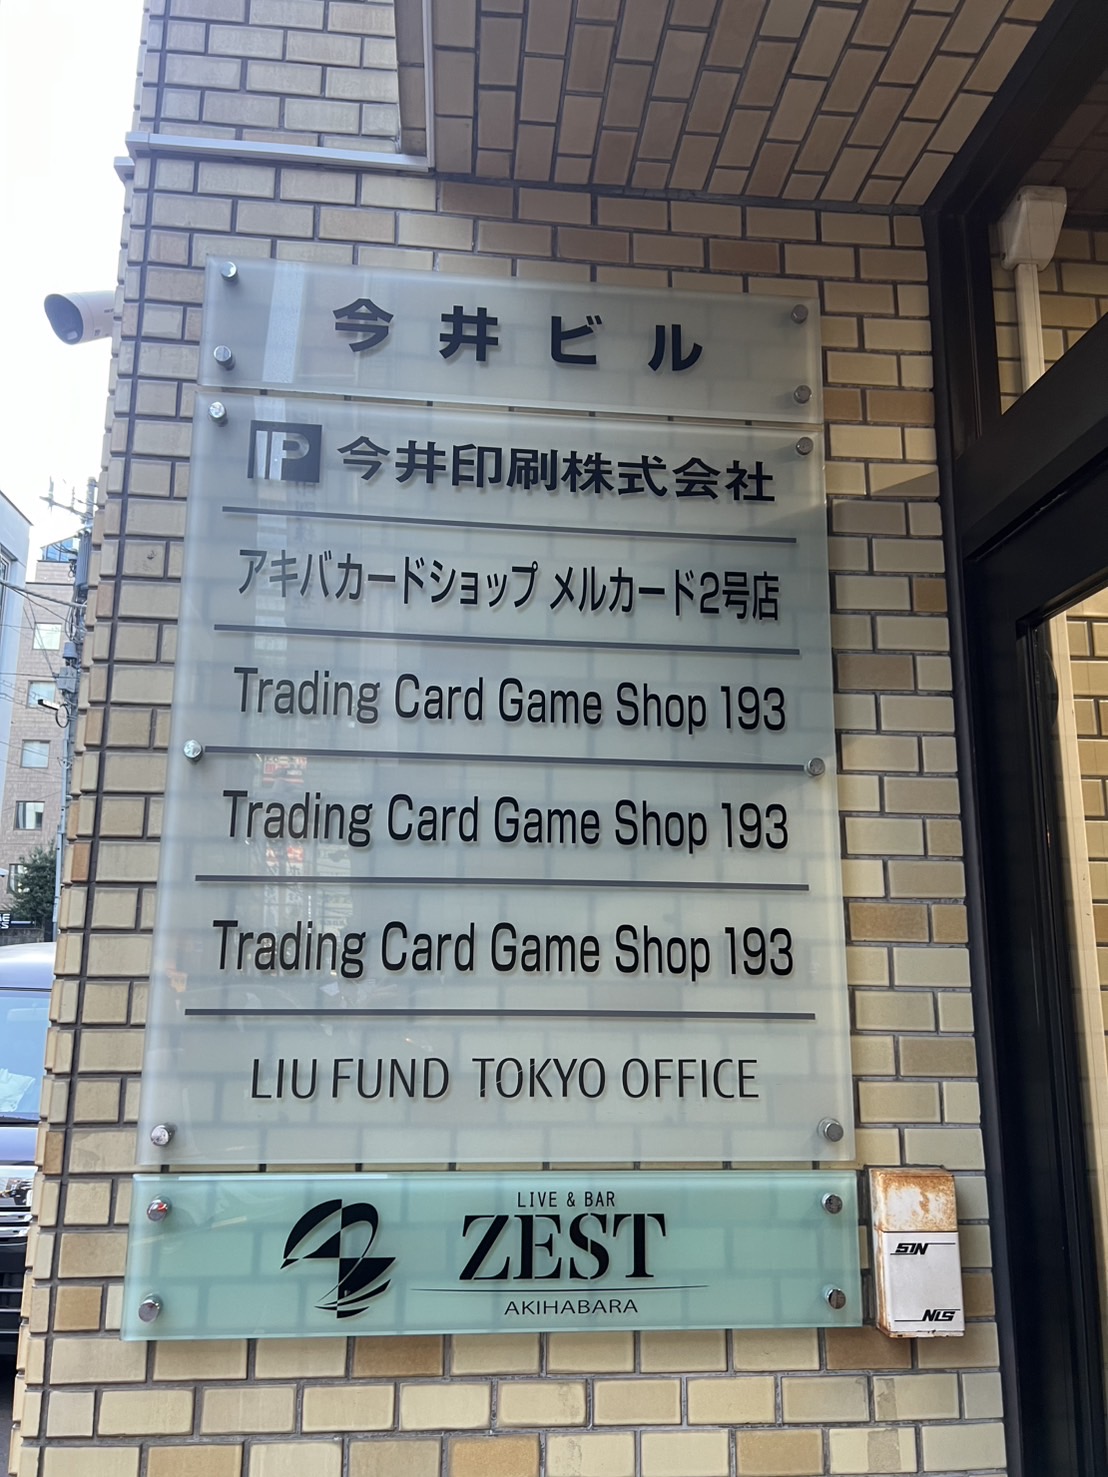 今井ビル
IP 今井印刷株式会社
アキバカードショップ メルカード2号店
Trading Card Game Shop 193
Trading Card Game Shop 193
Trading Card Game Shop 193
LIU FUND TOKYO OFFICE
LIVE & BAR
ZEST
AKIHABARA
SIN
NLS